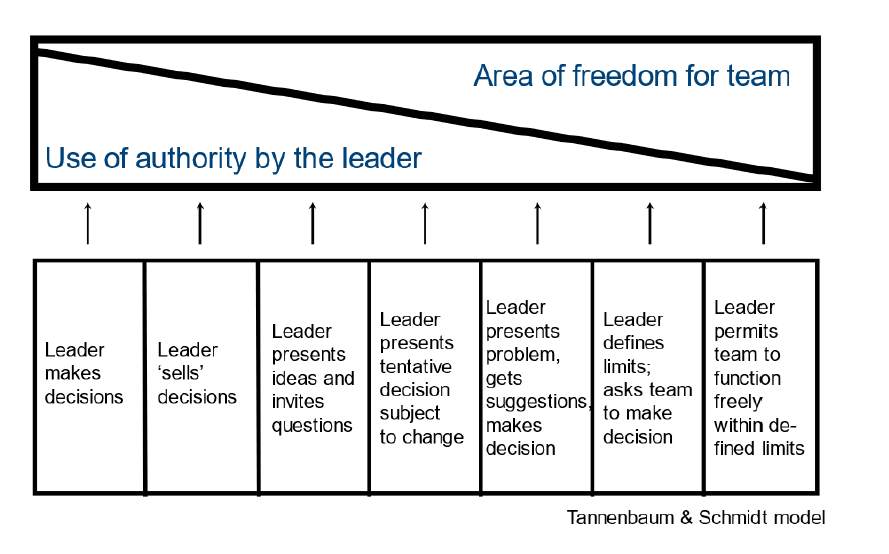 Area of freedom for team
Use of authority by the leader
Leader
makes
decisions
Leader
‘sells’
decisions
Leader
presents
ideas and
invites
questions
Leader
presents
tentative
decision
subject
to change
Leader
presents
problem,
gets
suggestions,
makes
decision
Leader
defines
limits;
asks team
to make
decision
Leader
permits
team to
function
freely
within de-
fined limits
Tannenbaum & Schmidt model